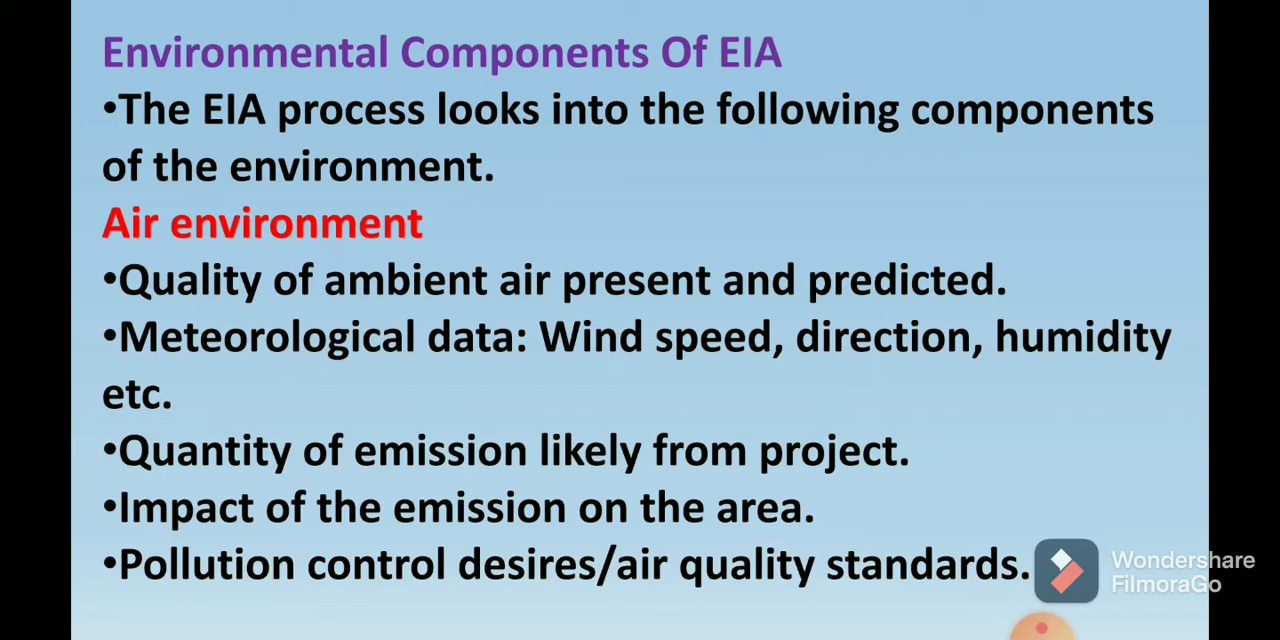 Environmental Components Of EIA
•The EIA process looks into the following components
of the environment.
Air environment
•Quality of ambient air present and predicted.
•Meteorological data: Wind speed, direction, humidity
etc.
•Quantity of emission likely from project.
•Impact of the emission on the area.
•Pollution control desires/air quality standards.
Wondershare
FilmoraGo